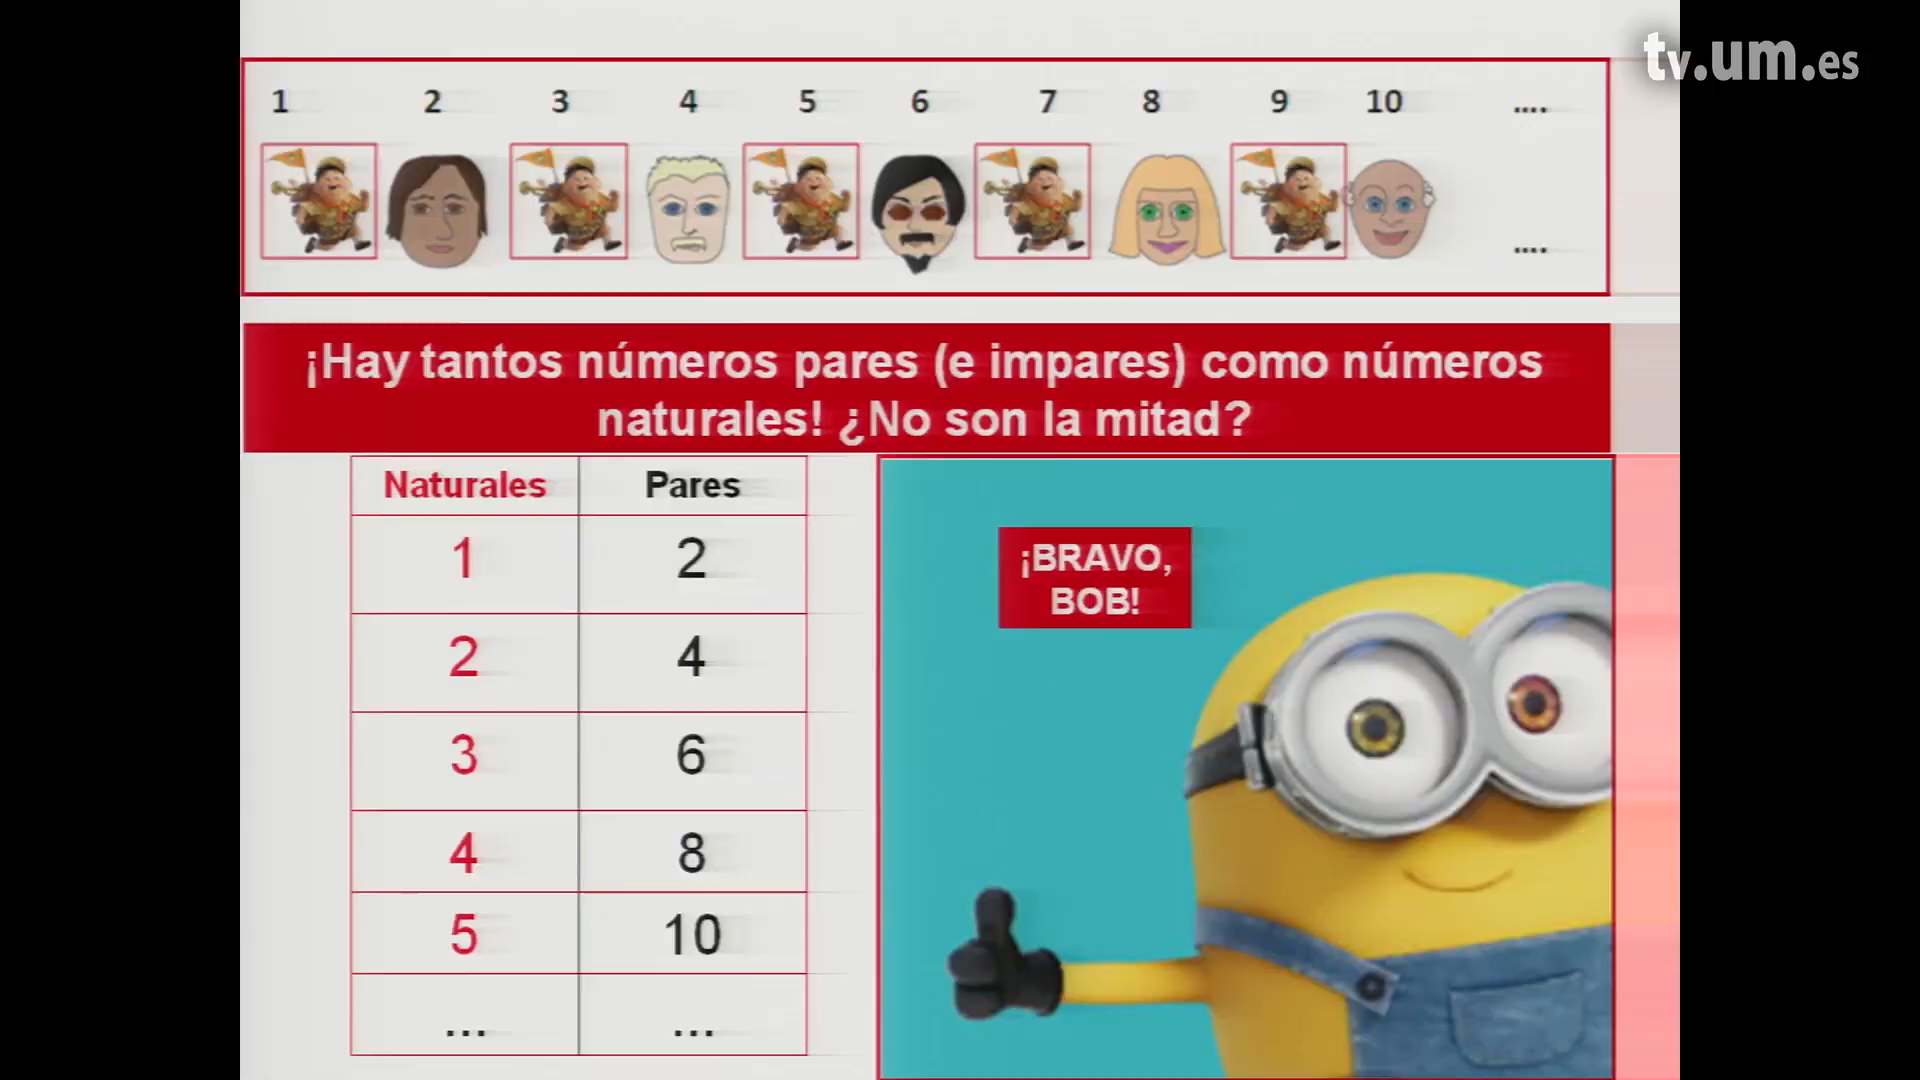 tv.um.es
1 2 3 4 5 6 7 8 9 10 ....
....
¡Hay tantos números pares (e impares) como números
naturales! ¿No son la mitad?
Naturales Pares
1 2
2 4
3 6
4 8
5 10
... ...
¡BRAVO,
BOB!